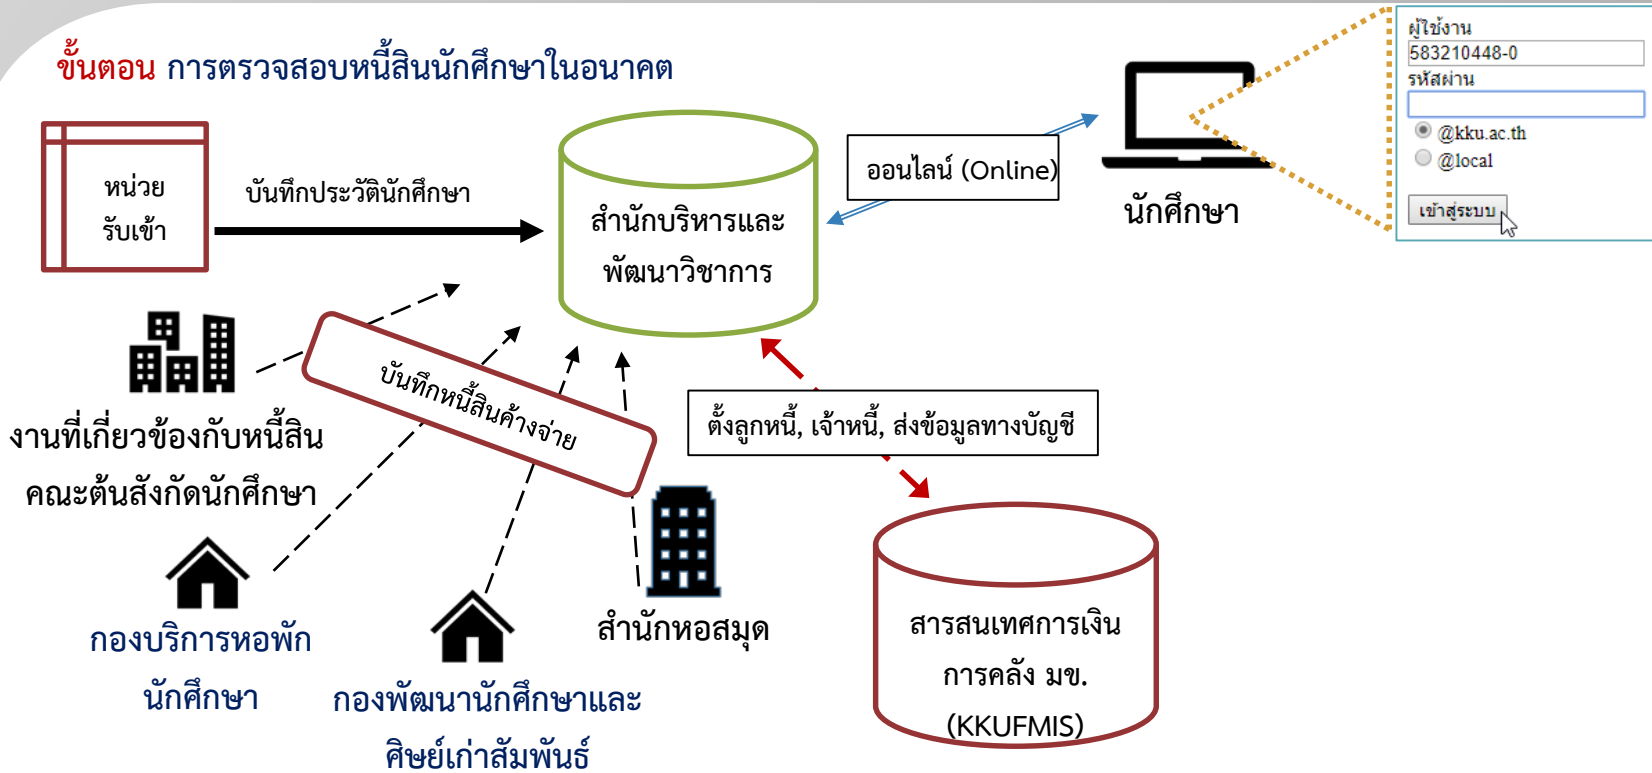 ขั้นตอน การตรวจสอบหนี้สินนักศึกษาในอนาคต
ผู้ใช้งาน
583210448-0
รหัสผ่าน
@kku.ac.th
@local
เข้าสู่ระบบ
หน่วย
รับเข้า
บันทึกประวัตินักศึกษา
สำนักบริหารและ
พัฒนาวิชาการ
ออนไลน์ (Online)
นักศึกษา
บันทึกหนี้สินค้างจ่าย
ตั้งลูกหนี้, เจ้าหนี้, ส่งข้อมูลทางบัญชี
งานที่เกี่ยวข้องกับหนี้สิน
คณะต้นสังกัดนักศึกษา
กองบริการหอพัก
นักศึกษา
กองพัฒนานักศึกษาและ
ศิษย์เก่าสัมพันธ์
สำนักหอสมุด
สารสนเทศการเงิน
การคลัง มข.
(KKUFMIS)